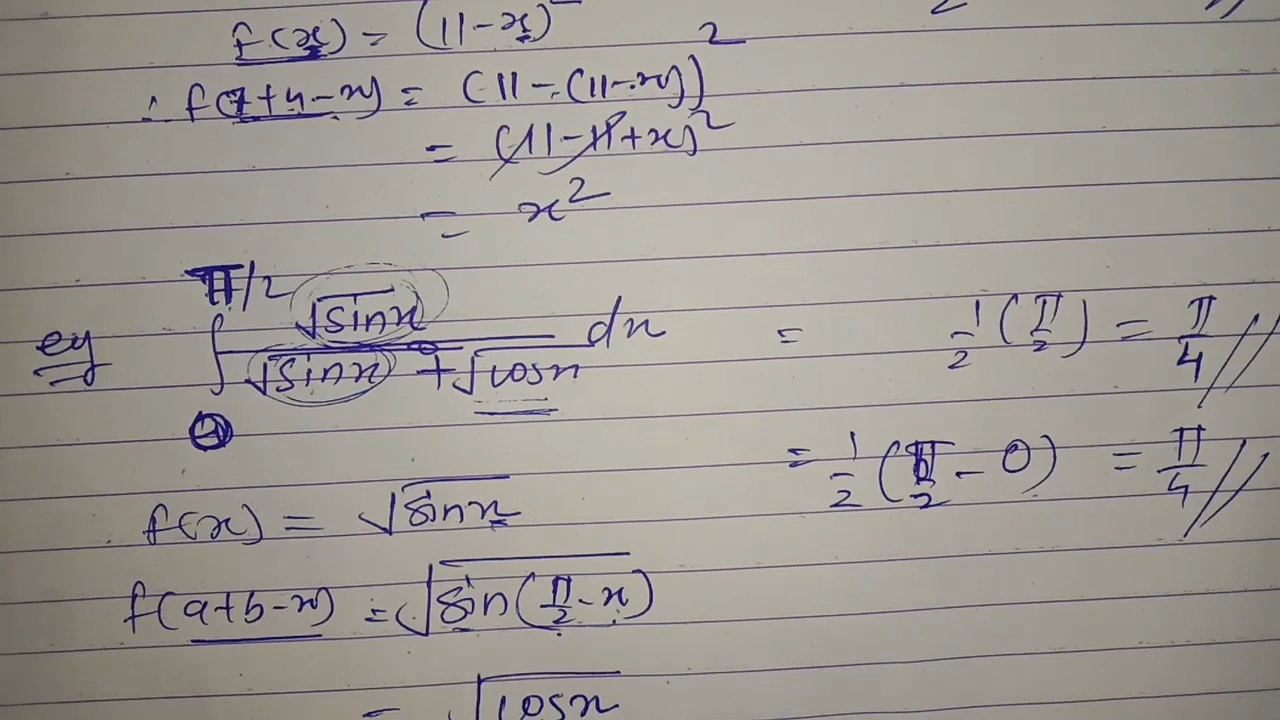 f(x) = (11-x)²
∴ f(7+4-x) = (11-(11-x))²
= (11-11+x)²
= x²
eg ∫ π/2 0 √sinx / √sinx + √cosx dx = 1/2 (π/2) = π/4 //
= 1/2 (π/2 - 0) = π/4 //
f(x) = √sinx
f(a+b-x) = √sin(π/2-x)
= √cosx